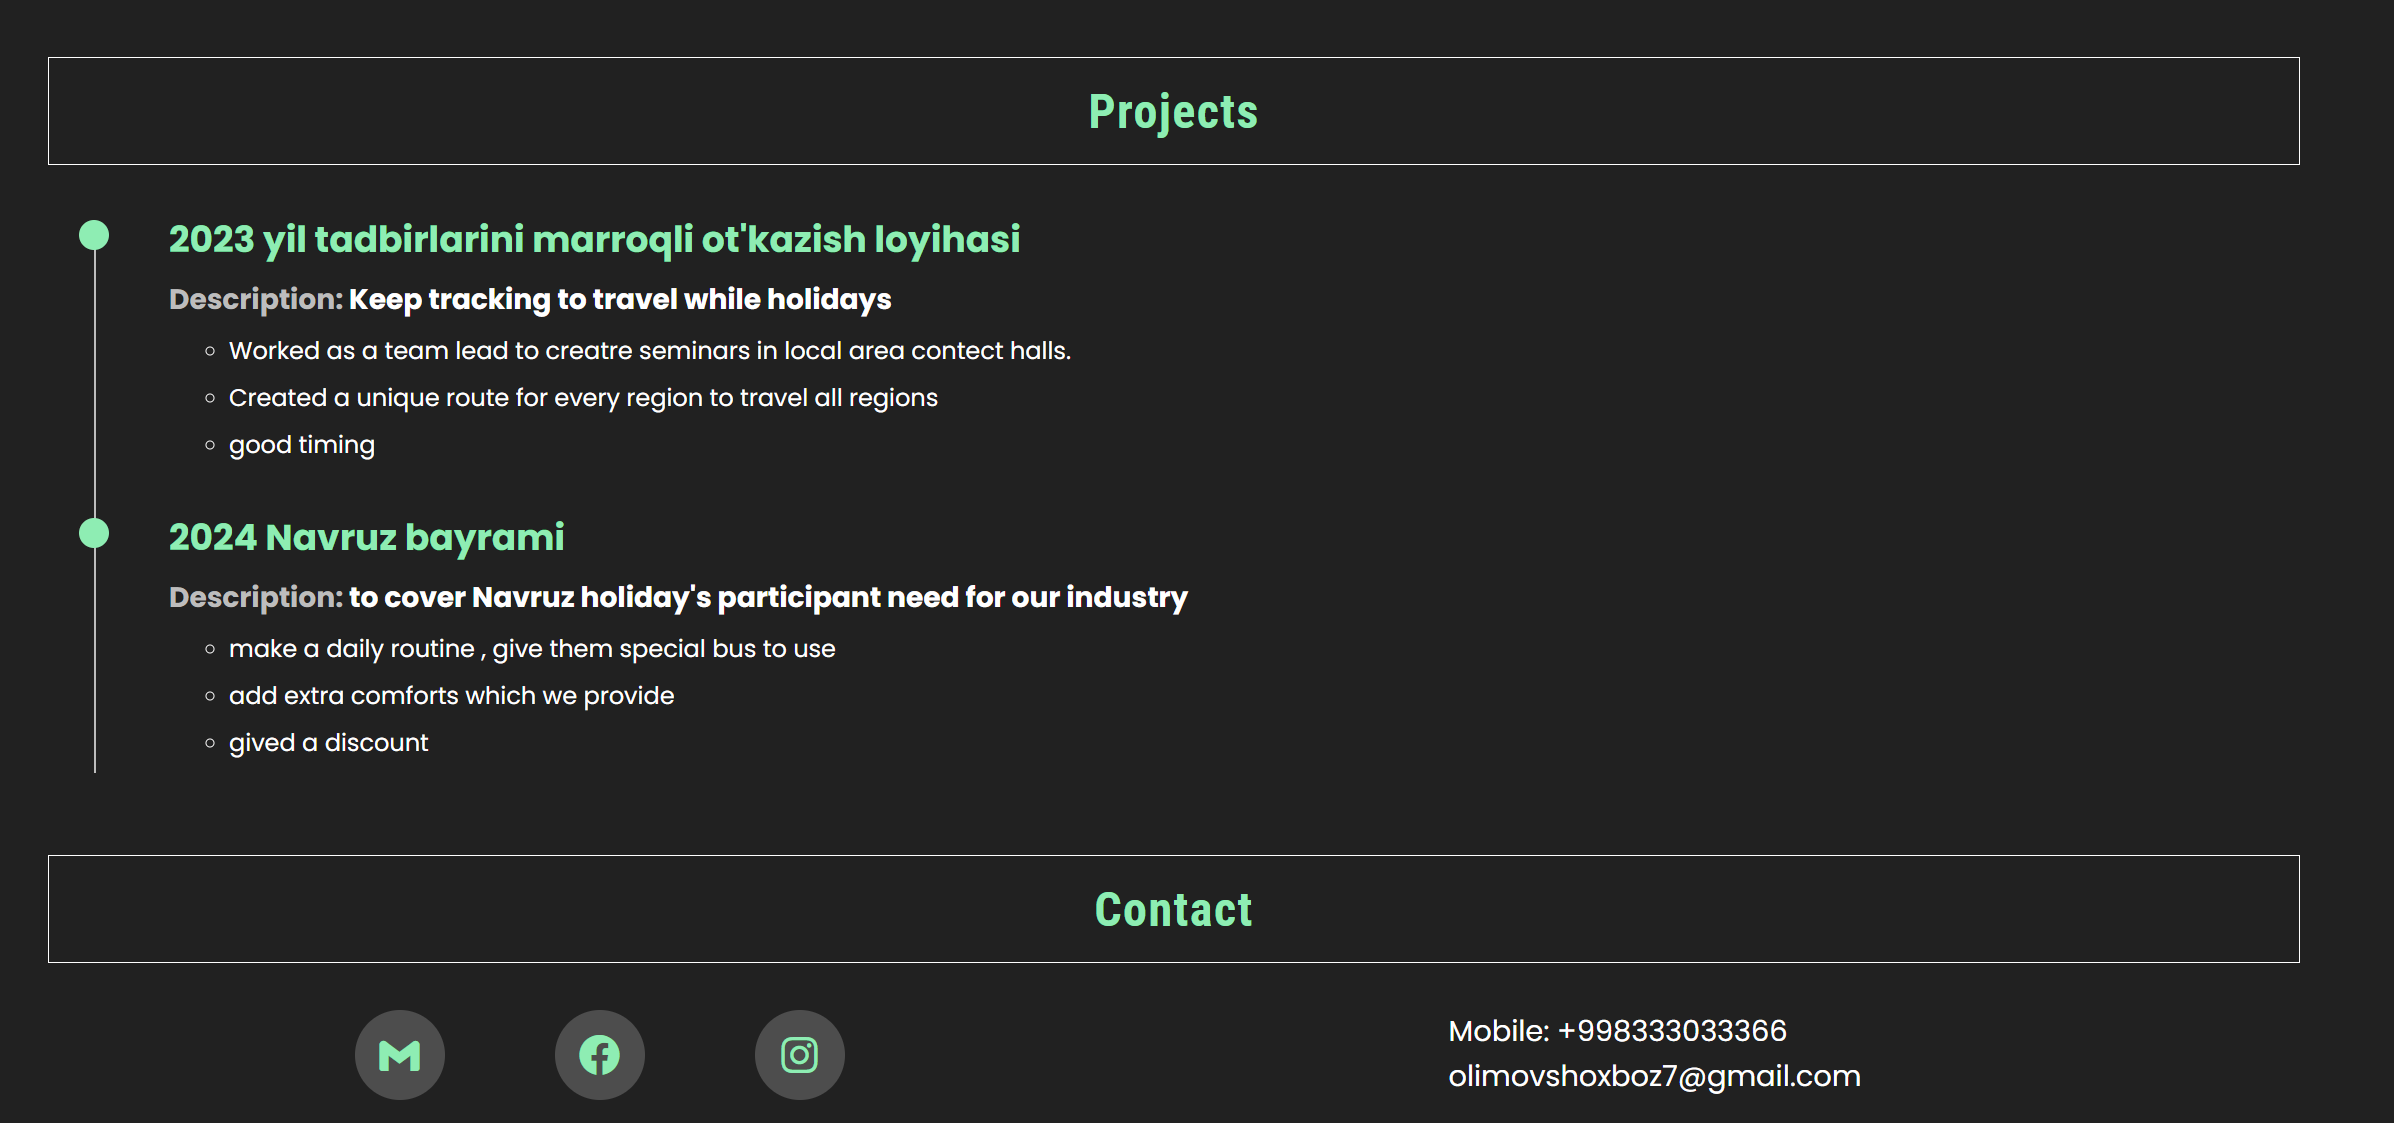 Projects
2023 yil tadbirlarini marroqli ot'kazish loyihasi
Description: Keep tracking to travel while holidays
Worked as a team lead to creatre seminars in local area contect halls.
Created a unique route for every region to travel all regions
good timing
2024 Navruz bayrami
Description: to cover Navruz holiday's participant need for our industry
make a daily routine , give them special bus to use
add extra comforts which we provide
gived a discount
Contact
Mobile: +998333033366
olimovshoxboz7@gmail.com